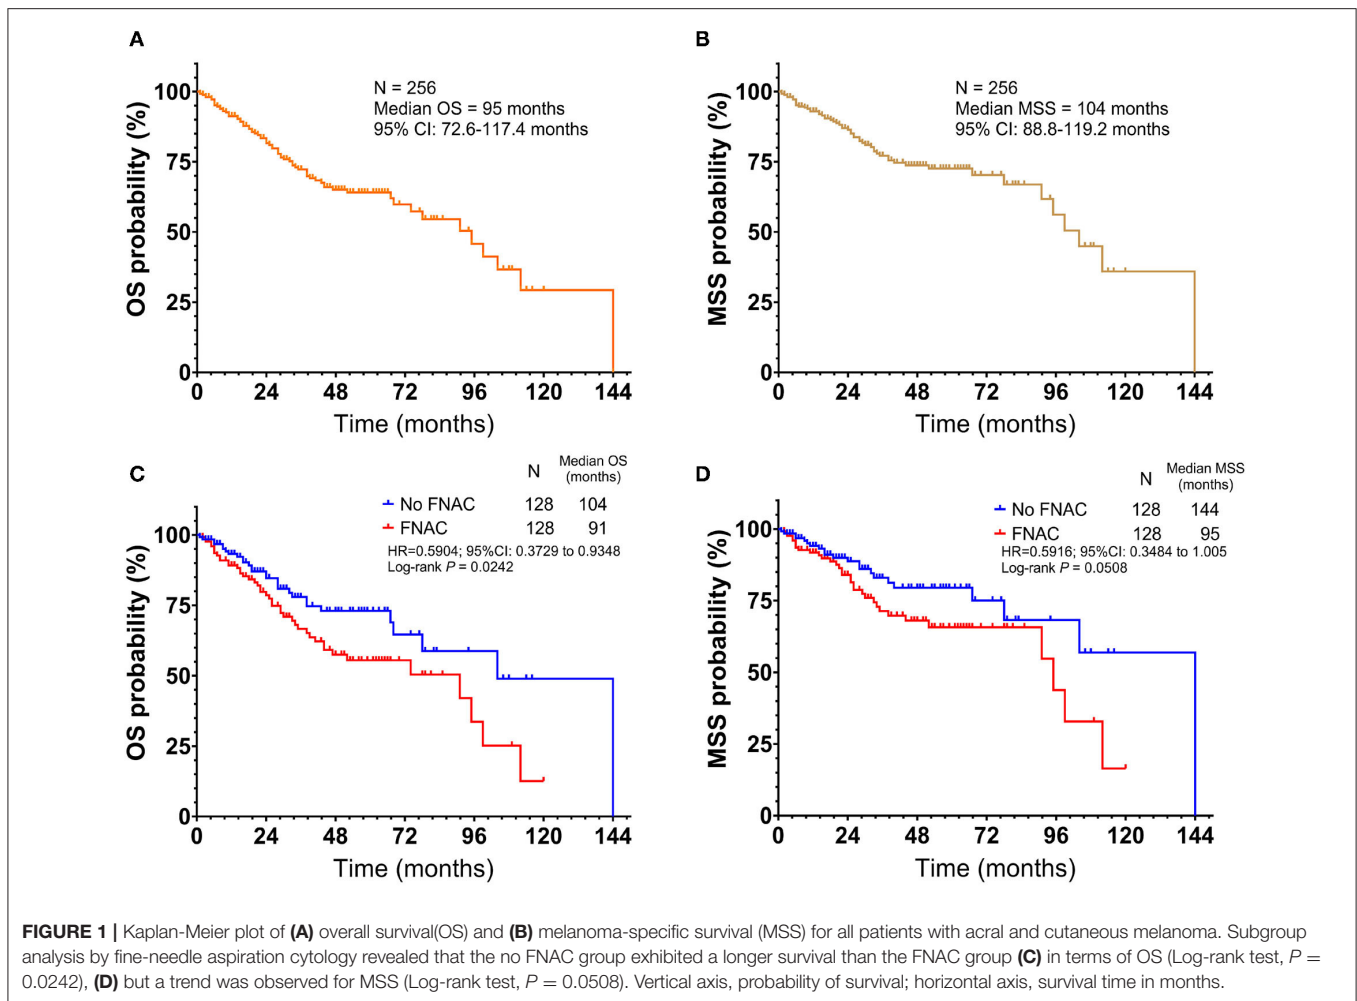 A
OS probability (%)
100
75
50
25
0
N = 256
Median OS = 95 months
95% CI: 72.6-117.4 months
0 24 48 72 96 120 144
Time (months)
B
MSS probability (%)
100
75
50
25
0
N = 256
Median MSS = 104 months
95% CI: 88.8-119.2 months
0 24 48 72 96 120 144
Time (months)
C
OS probability (%)
100
75
50
25
0
N Median OS (months)
No FNAC 128 104
FNAC 128 91
HR=0.5904; 95%CI: 0.3729 to 0.9348
Log-rank P = 0.0242
0 24 48 72 96 120 144
Time (months)
D
MSS probability (%)
100
75
50
25
0
N Median MSS (months)
No FNAC 128 144
FNAC 128 95
HR=0.5916; 95%CI: 0.3484 to 1.005
Log-rank P = 0.0508
0 24 48 72 96 120 144
Time (months)
FIGURE 1 | Kaplan-Meier plot of (A) overall survival(OS) and (B) melanoma-specific survival (MSS) for all patients with acral and cutaneous melanoma. Subgroup
analysis by fine-needle aspiration cytology revealed that the no FNAC group exhibited a longer survival than the FNAC group (C) in terms of OS (Log-rank test, P =
0.0242), (D) but a trend was observed for MSS (Log-rank test, P = 0.0508). Vertical axis, probability of survival; horizontal axis, survival time in months.